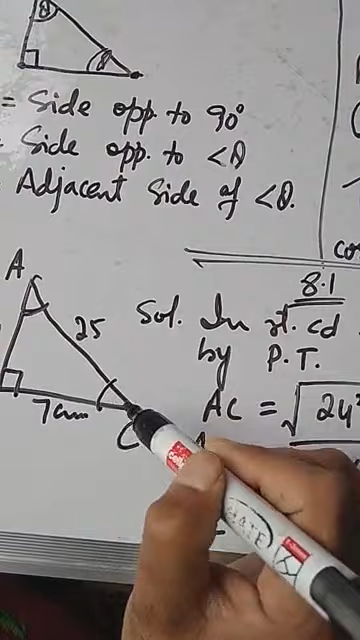 θ
θ
= Side opp. to 90°
= Side opp. to <θ
Adjacent Side of <θ.
8.1
Sol. In rt.
by P.T.
AC = √24²
A
25
7cm
C